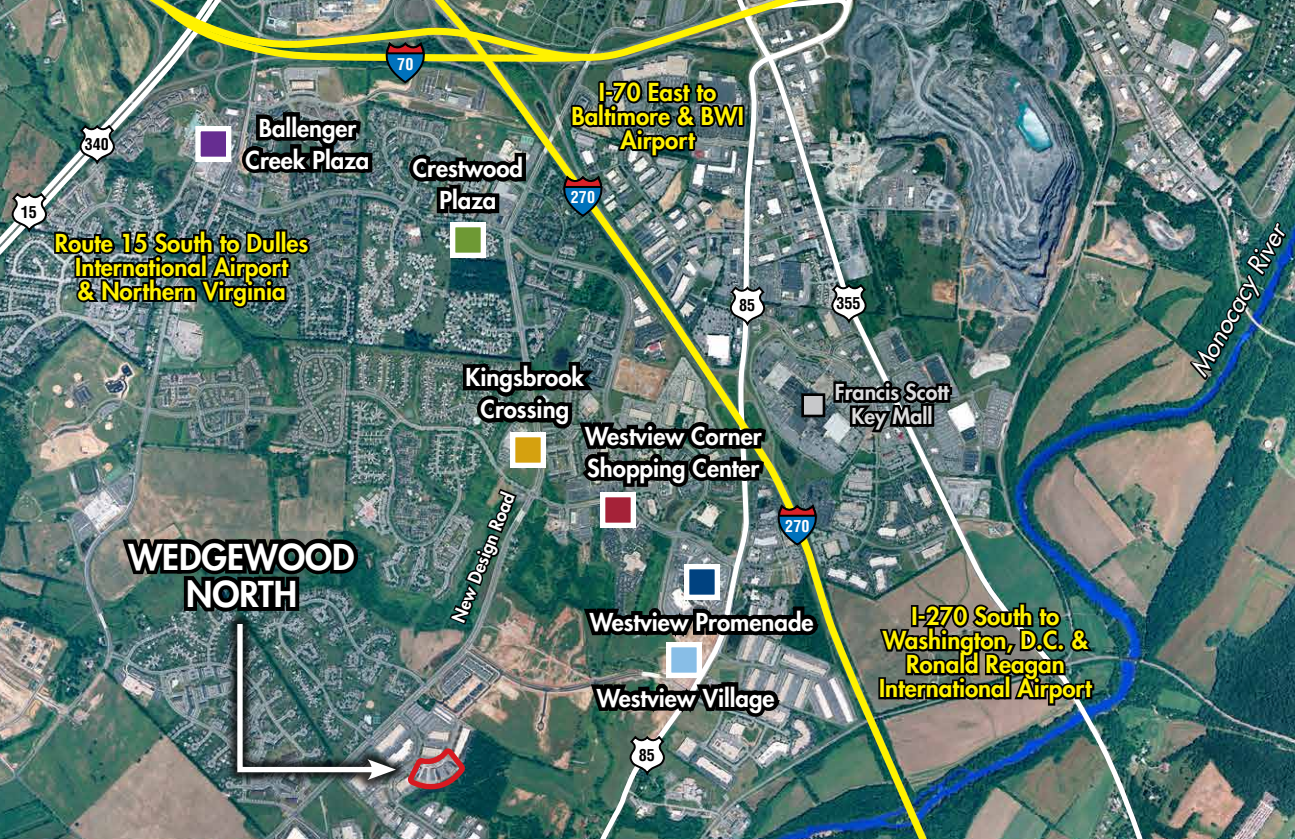 70
I-70 East to
Baltimore & BWI
Airport
340
Ballenger
Creek Plaza
Crestwood
Plaza
270
15
Route 15 South to Dulles
International Airport
& Northern Virginia
85
355
Monocacy River
Kingsbrook
Crossing
Francis Scott
Key Mall
Westview Corner
Shopping Center
270
New Design Road
WEDGEWOOD
NORTH
Westview Promenade
I-270 South to
Washington, D.C. &
Ronald Reagan
International Airport
Westview Village
85